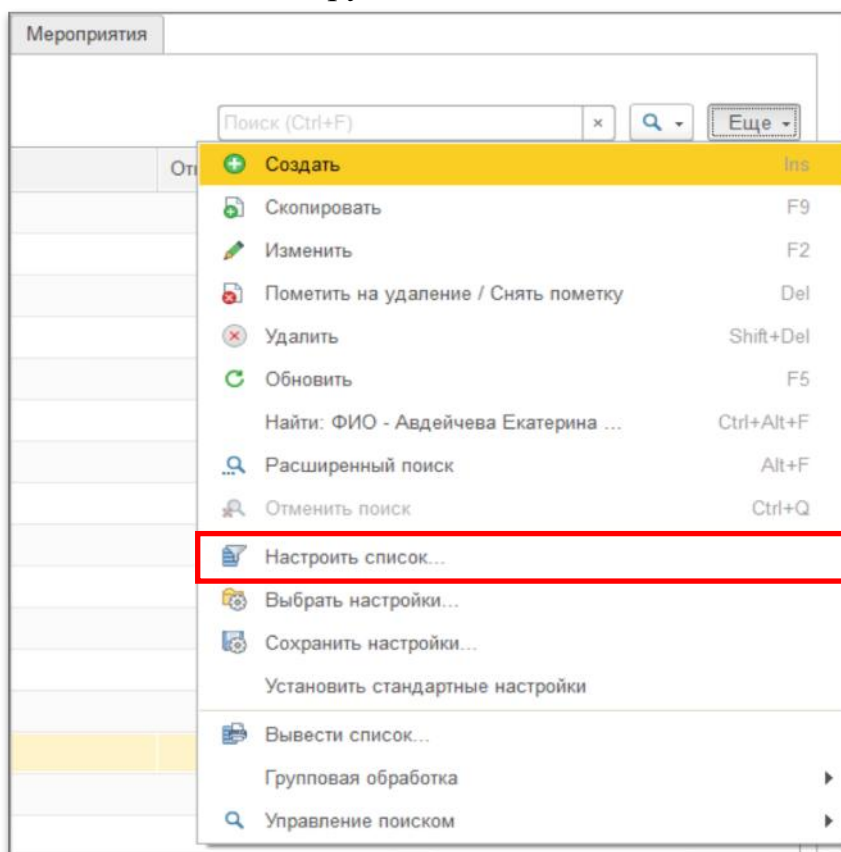 Мероприятия
Поиск (Ctrl+F) × Еще
Создать Ins
Скопировать F9
Изменить F2
Пометить на удаление / Снять пометку Del
Удалить Shift+Del
Обновить F5
Найти: ФИО - Авдейчева Екатерина ... Ctrl+Alt+F
Расширенный поиск Alt+F
Отменить поиск Ctrl+Q
Настроить список...
Выбрать настройки...
Сохранить настройки...
Установить стандартные настройки
Вывести список...
Групповая обработка
Управление поиском